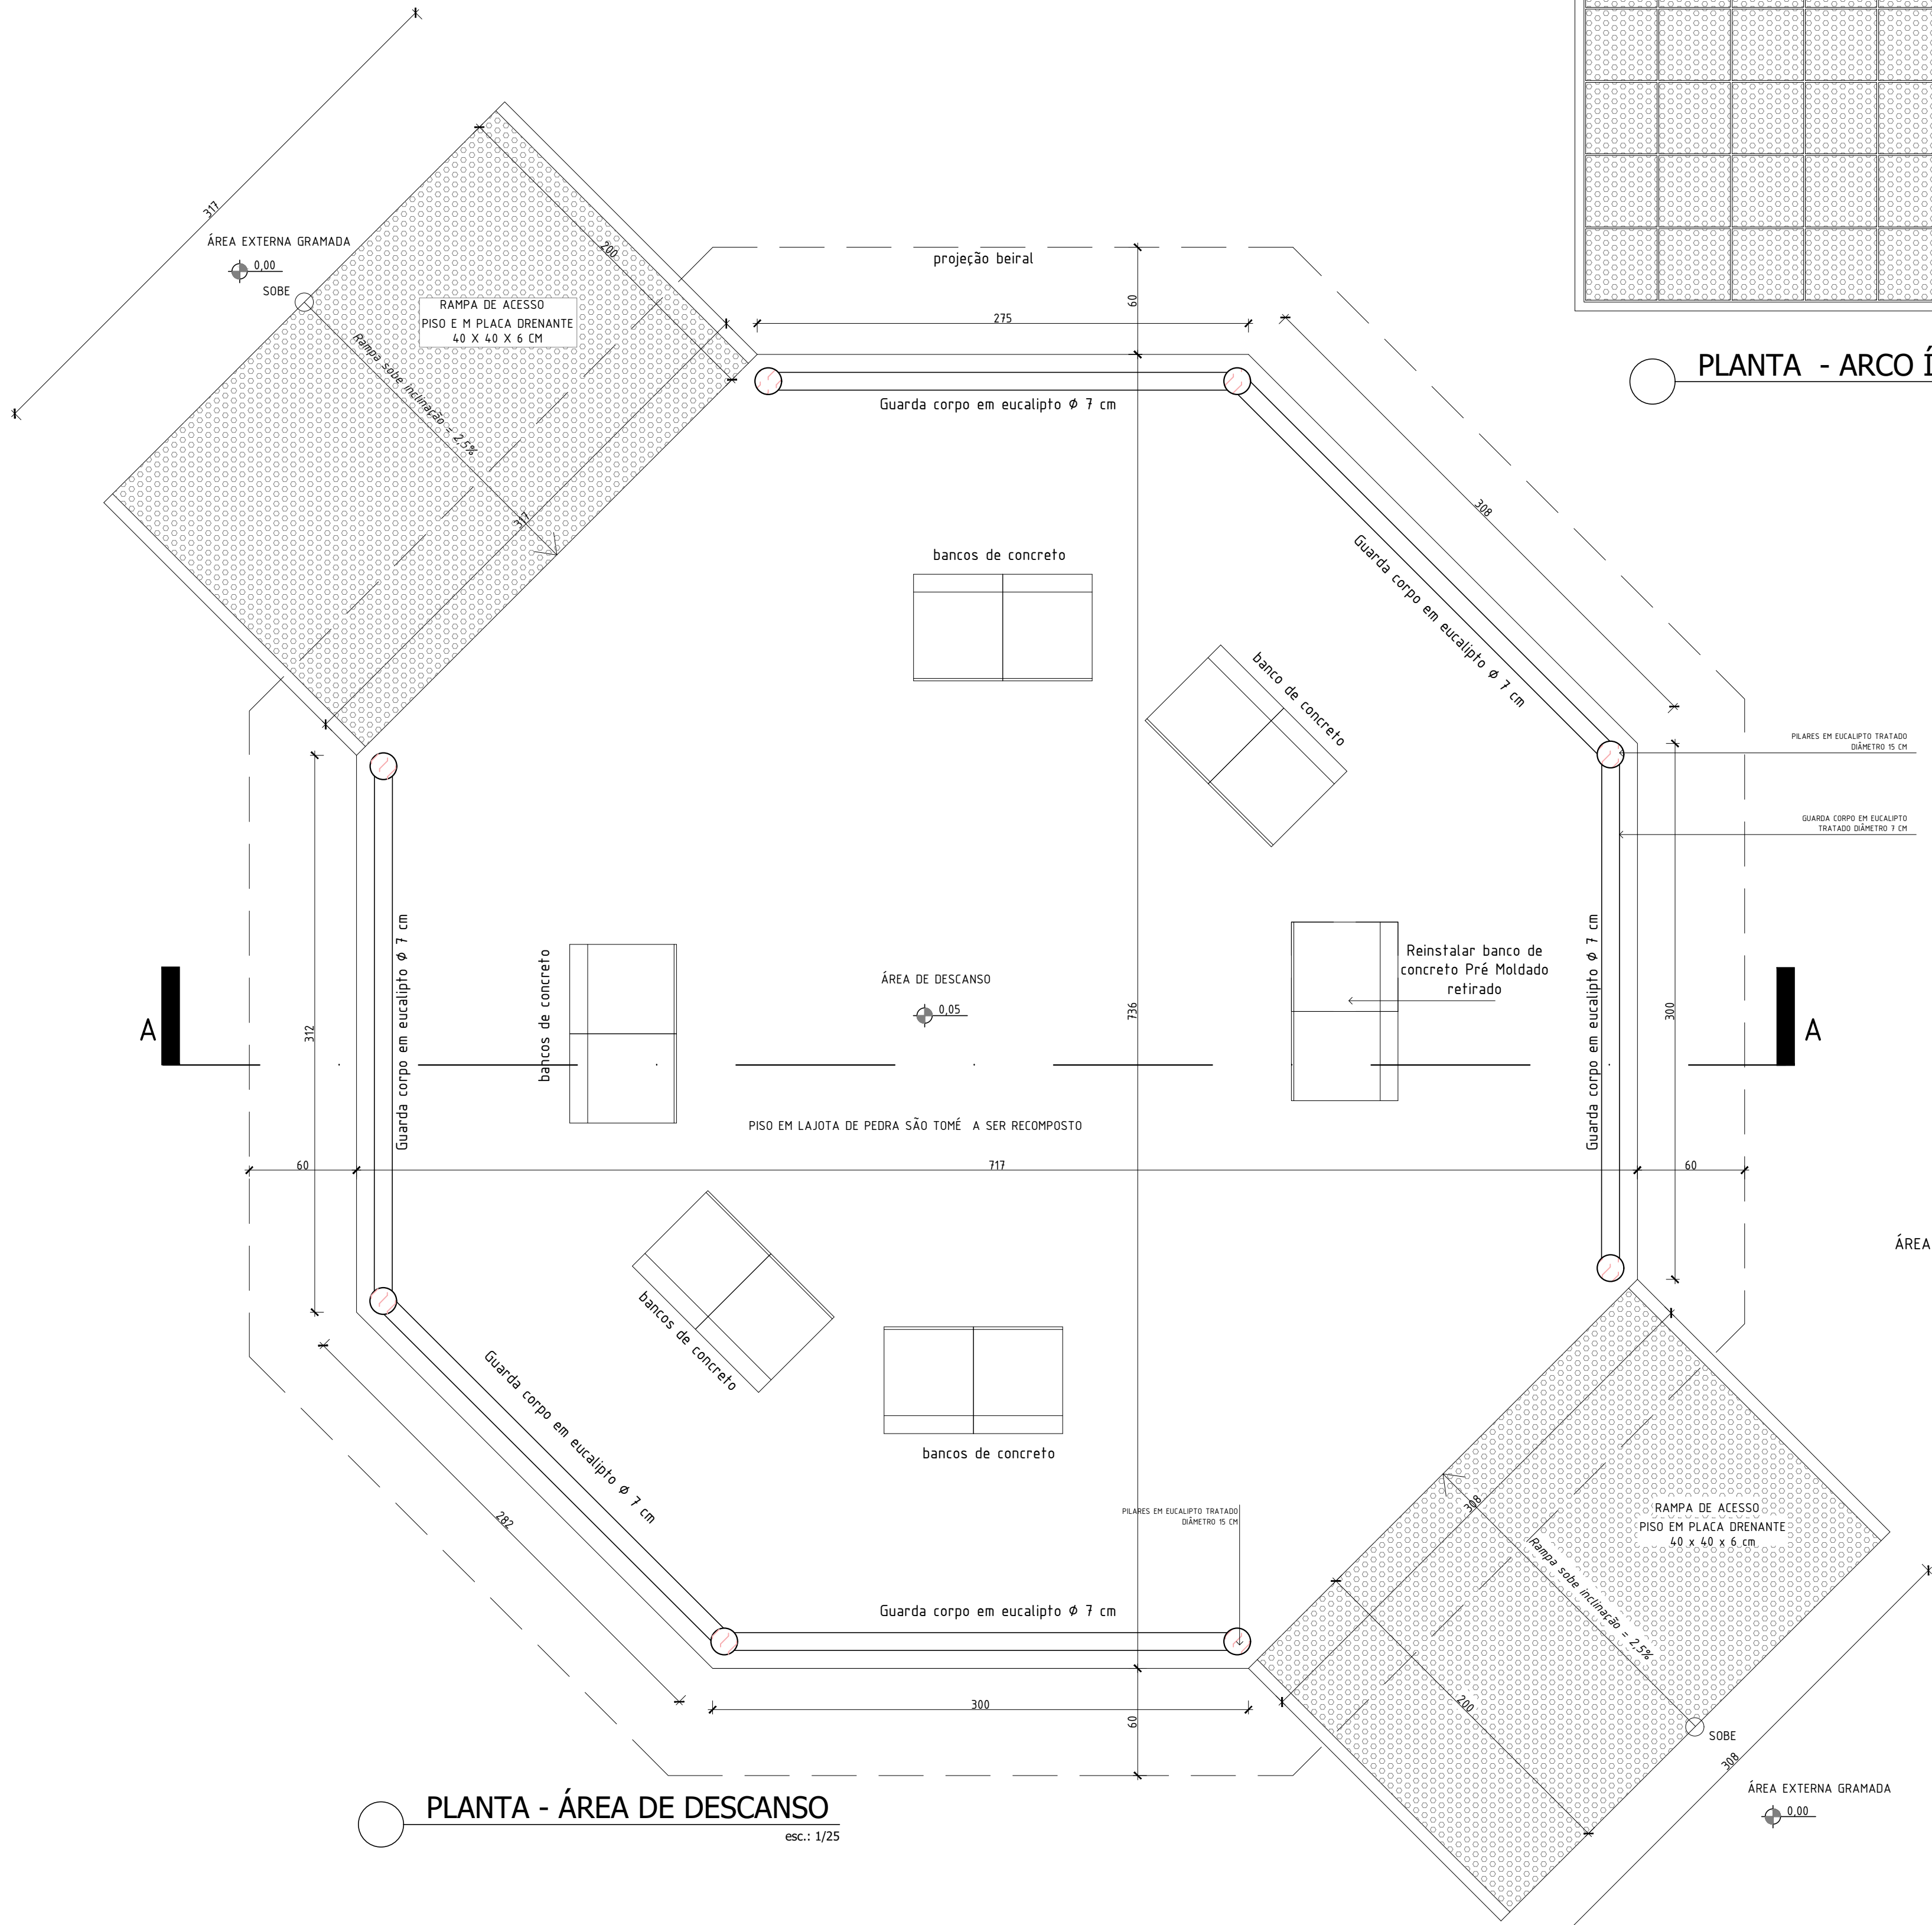 317
ÁREA EXTERNA GRAMADA
0,00
SOBE
RAMPA DE ACESSO
PISO E M PLACA DRENANTE
40 X 40 X 6 CM
200
Rampa sobe inclinação = 2,5%
317
projeção beiral
60
275
Guarda corpo em eucalipto Ø 7 cm
PLANTA - ARCO Í
308
Guarda corpo em eucalipto Ø 7 cm
bancos de concreto
banco de concreto
PILARES EM EUCALIPTO TRATADO
DIÂMETRO 15 CM
GUARDA CORPO EM EUCALIPTO
TRATADO DIÂMETRO 7 CM
Guarda corpo em eucalipto Ø 7 cm
312
bancos de concreto
ÁREA DE DESCANSO
0,05
736
Reinstalar banco de
concreto Pré Moldado
retirado
Guarda corpo em eucalipto Ø 7 cm
300
A
A
PISO EM LAJOTA DE PEDRA SÃO TOMÉ A SER RECOMPOSTO
60
717
60
ÁREA
bancos de concreto
Guarda corpo em eucalipto Ø 7 cm
282
bancos de concreto
PILARES EM EUCALIPTO TRATADO
DIÂMETRO 15 CM
Guarda corpo em eucalipto Ø 7 cm
300
60
308
RAMPA DE ACESSO
PISO EM PLACA DRENANTE
40 x 40 x 6 cm
Rampa sobe inclinação = 2,5%
200
SOBE
308
ÁREA EXTERNA GRAMADA
0,00
PLANTA - ÁREA DE DESCANSO
esc.: 1/25